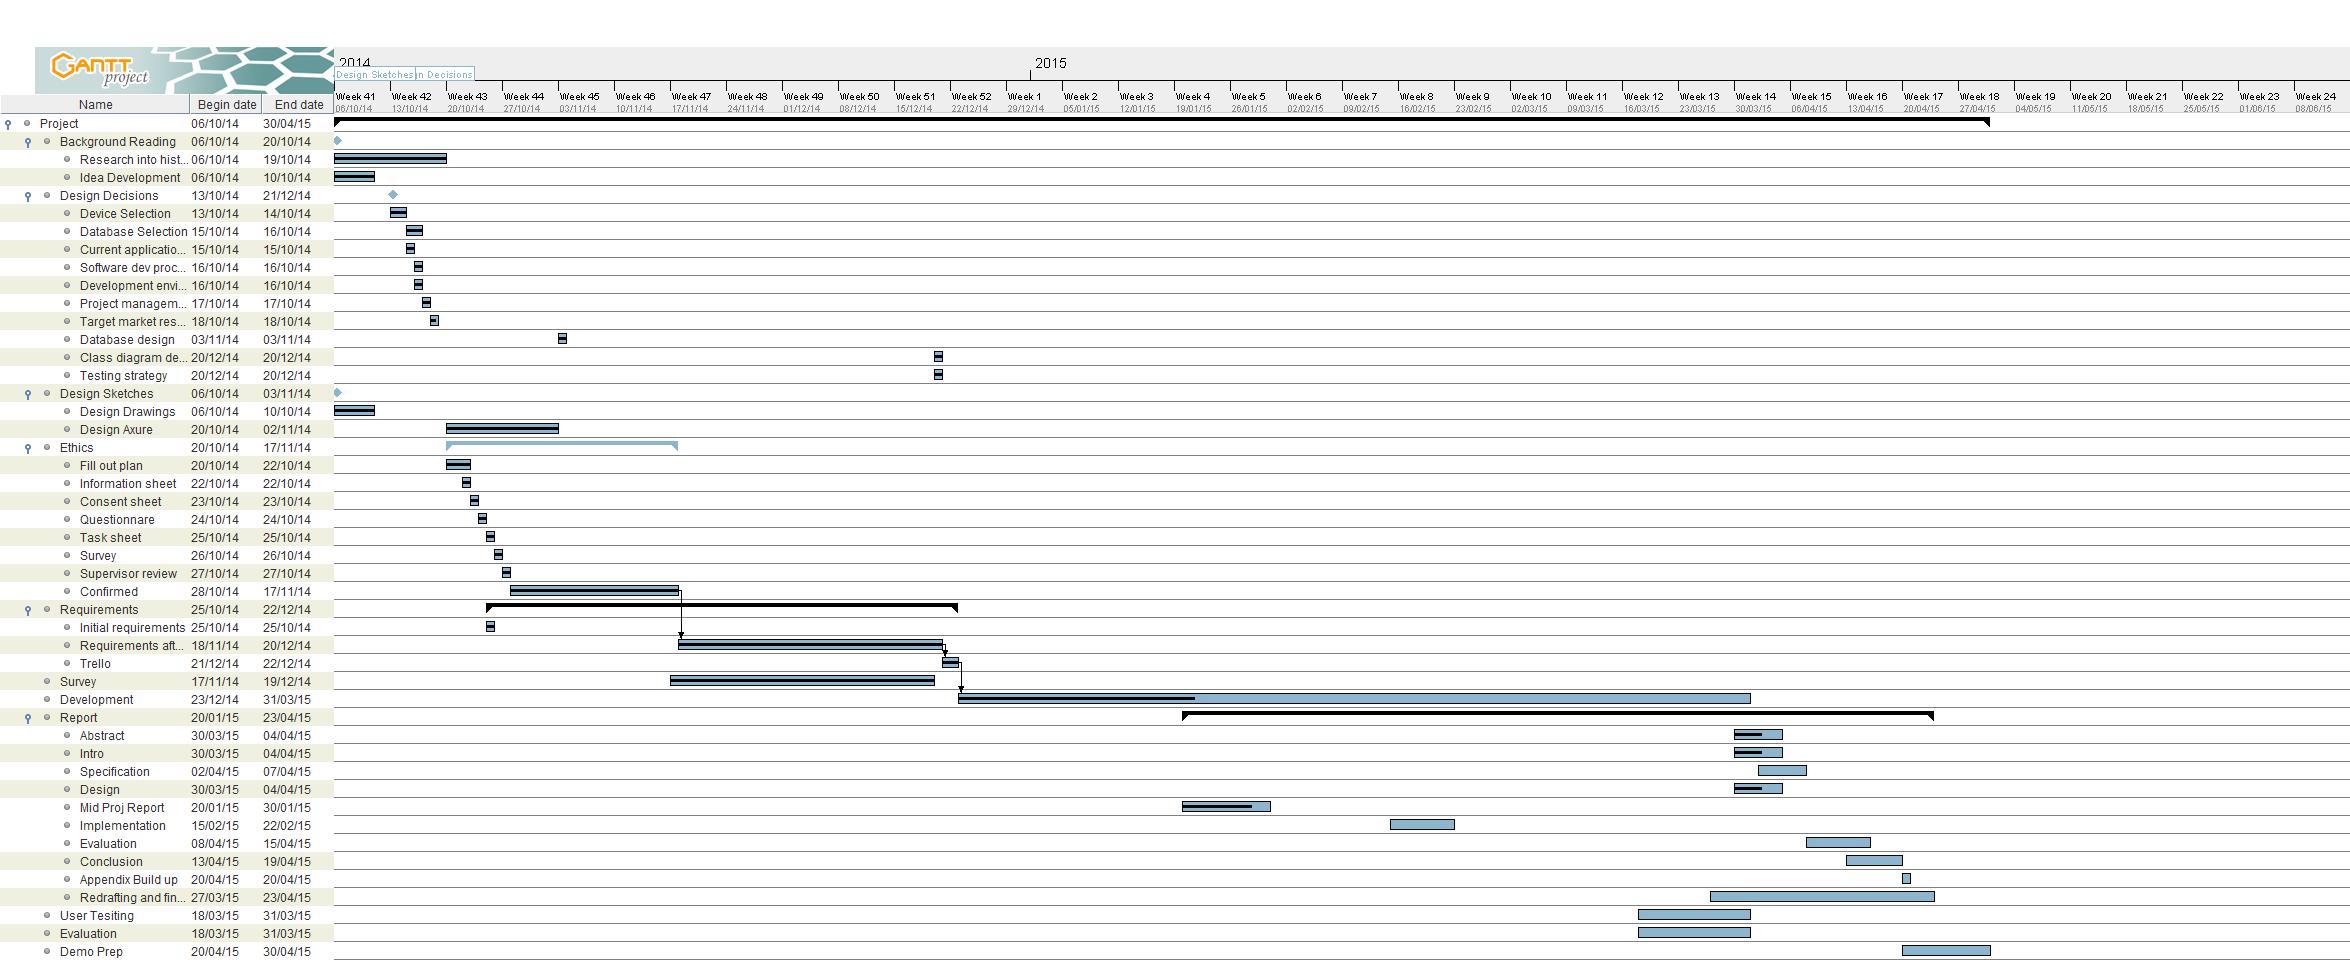 GANTT
project
2014
2015
Design Sketches n Decisions
Week 41 Week 42 Week 43 Week 44 Week 45 Week 46 Week 47 Week 48 Week 49 Week 50 Week 51 Week 52 Week 1 Week 2 Week 3 Week 4 Week 5 Week 6 Week 7 Week 8 Week 9 Week 10 Week 11 Week 12 Week 13 Week 14 Week 15 Week 16 Week 17 Week 18 Week 19 Week 20 Week 21 Week 22 Week 23 Week 24
Name Begin date End date 06/10/14 13/10/14 20/10/14 27/10/14 03/11/14 10/11/14 17/11/14 24/11/14 01/12/14 08/12/14 15/12/14 22/12/14 29/12/14 05/01/15 12/01/15 19/01/15 26/01/15 02/02/15 09/02/15 16/02/15 23/02/15 02/03/15 09/03/15 16/03/15 23/03/15 30/03/15 06/04/15 13/04/15 20/04/15 27/04/15 04/05/15 11/05/15 18/05/15 25/05/15 01/06/15 08/06/15
Project 06/10/14 30/04/15
Background Reading 06/10/14 20/10/14
Research into hist... 06/10/14 19/10/14
Idea Development 06/10/14 10/10/14
Design Decisions 13/10/14 21/12/14
Device Selection 13/10/14 14/10/14
Database Selection 15/10/14 16/10/14
Current applicatio... 15/10/14 15/10/14
Software dev proc... 16/10/14 16/10/14
Development envi... 16/10/14 16/10/14
Project managem... 17/10/14 17/10/14
Target market res... 18/10/14 18/10/14
Database design 03/11/14 03/11/14
Class diagram de... 20/12/14 20/12/14
Testing strategy 20/12/14 20/12/14
Design Sketches 06/10/14 03/11/14
Design Drawings 06/10/14 10/10/14
Design Axure 20/10/14 02/11/14
Ethics 20/10/14 17/11/14
Fill out plan 20/10/14 22/10/14
Information sheet 22/10/14 22/10/14
Consent sheet 23/10/14 23/10/14
Questionnare 24/10/14 24/10/14
Task sheet 25/10/14 25/10/14
Survey 26/10/14 26/10/14
Supervisor review 27/10/14 27/10/14
Confirmed 28/10/14 17/11/14
Requirements 25/10/14 22/12/14
Initial requirements 25/10/14 25/10/14
Requirements aft... 18/11/14 20/12/14
Trello 21/12/14 22/12/14
Survey 17/11/14 19/12/14
Development 23/12/14 31/03/15
Report 20/01/15 23/04/15
Abstract 30/03/15 04/04/15
Intro 30/03/15 04/04/15
Specification 02/04/15 07/04/15
Design 30/03/15 04/04/15
Mid Proj Report 20/01/15 30/01/15
Implementation 15/02/15 22/02/15
Evaluation 08/04/15 15/04/15
Conclusion 13/04/15 19/04/15
Appendix Build up 20/04/15 20/04/15
Redrafting and fin... 27/03/15 23/04/15
User Tesiting 18/03/15 31/03/15
Evaluation 18/03/15 31/03/15
Demo Prep 20/04/15 30/04/15